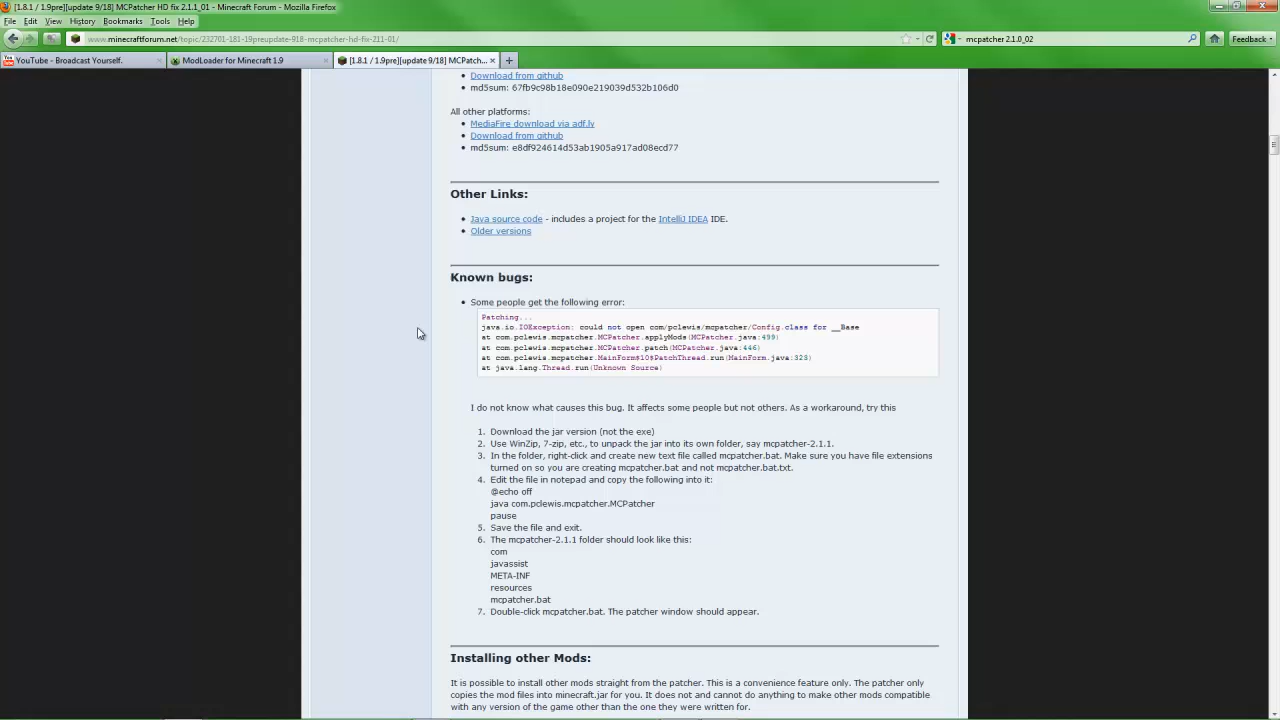 [1.8.1 / 1.9pre][update 9/18] MCPatcher HD fix 2.1.1_01 - Minecraft Forum - Mozilla Firefox
File Edit View History Bookmarks Tools Help
www.minecraftforum.net/topic/232701-181-19preupdate-918-mcpatcher-hd-fix-211-01/
mcpatcher 2.1.0_02
Feedback
YouTube - Broadcast Yourself.
ModLoader for Minecraft 1.9
[1.8.1 / 1.9pre][update 9/18] MCPatch...
Download from github
md5sum: 67fb9c98b18e090e219039d532b106d0
All other platforms:
MediaFire download via adf.ly
Download from github
md5sum: e8df924614d53ab1905a917ad08ecd77
Other Links:
Java source code - includes a project for the IntelliJ IDEA IDE.
Older versions
Known bugs:
Some people get the following error:
Patching...
java.io.IOException: could not open com/pclewis/mcpatcher/Config.class for __Base
at com.pclewis.mcpatcher.MCPatcher.applyMods(MCPatcher.java:499)
at com.pclewis.mcpatcher.MCPatcher.patch(MCPatcher.java:446)
at com.pclewis.mcpatcher.MainForm$10$PatchThread.run(MainForm.java:323)
at java.lang.Thread.run(Unknown Source)
I do not know what causes this bug. It affects some people but not others. As a workaround, try this
1. Download the jar version (not the exe)
2. Use WinZip, 7-zip, etc., to unpack the jar into its own folder, say mcpatcher-2.1.1.
3. In the folder, right-click and create new text file called mcpatcher.bat. Make sure you have file extensions
turned on so you are creating mcpatcher.bat and not mcpatcher.bat.txt.
4. Edit the file in notepad and copy the following into it:
@echo off
java com.pclewis.mcpatcher.MCPatcher
pause
5. Save the file and exit.
6. The mcpatcher-2.1.1 folder should look like this:
com
javassist
META-INF
resources
mcpatcher.bat
7. Double-click mcpatcher.bat. The patcher window should appear.
Installing other Mods:
It is possible to install other mods straight from the patcher. This is a convenience feature only. The patcher only
copies the mod files into minecraft.jar for you. It does not and cannot do anything to make other mods compatible
with any version of the game other than the one they were written for.